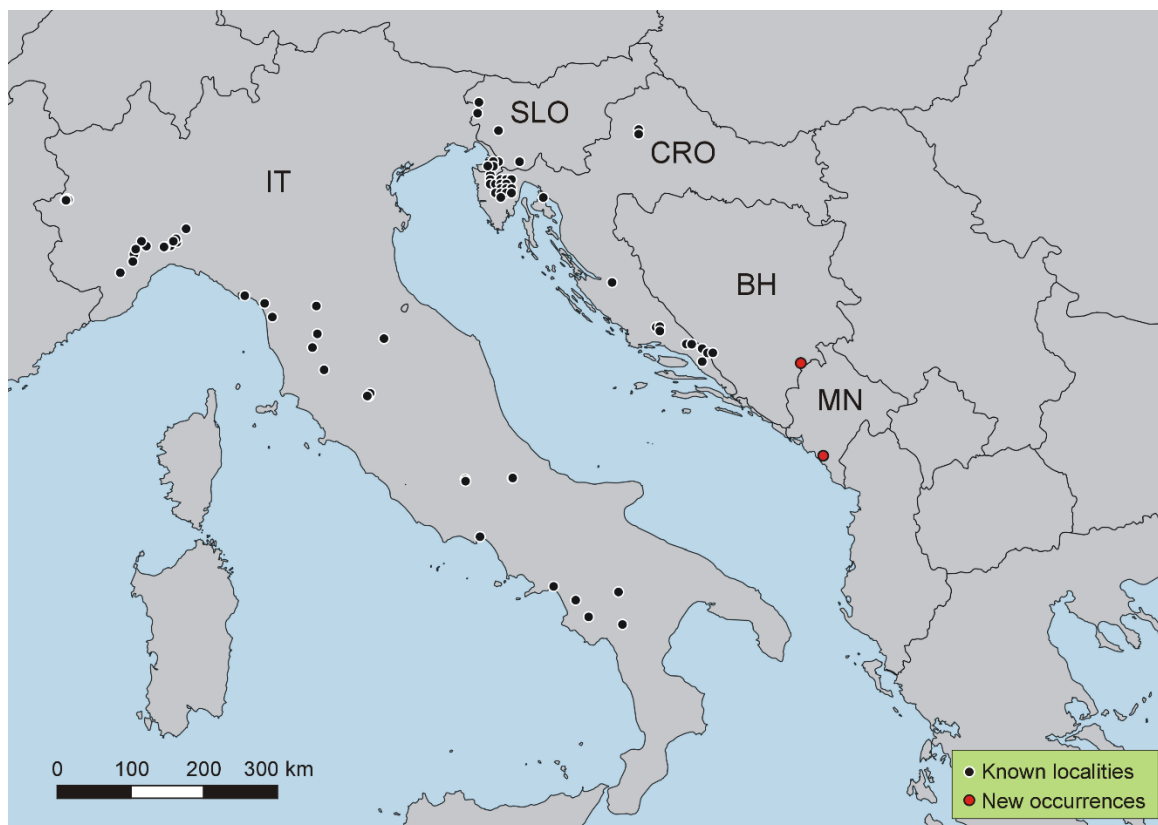 SLO
CRO
IT
BH
MN
0 100 200 300 km
Known localities
New occurrences